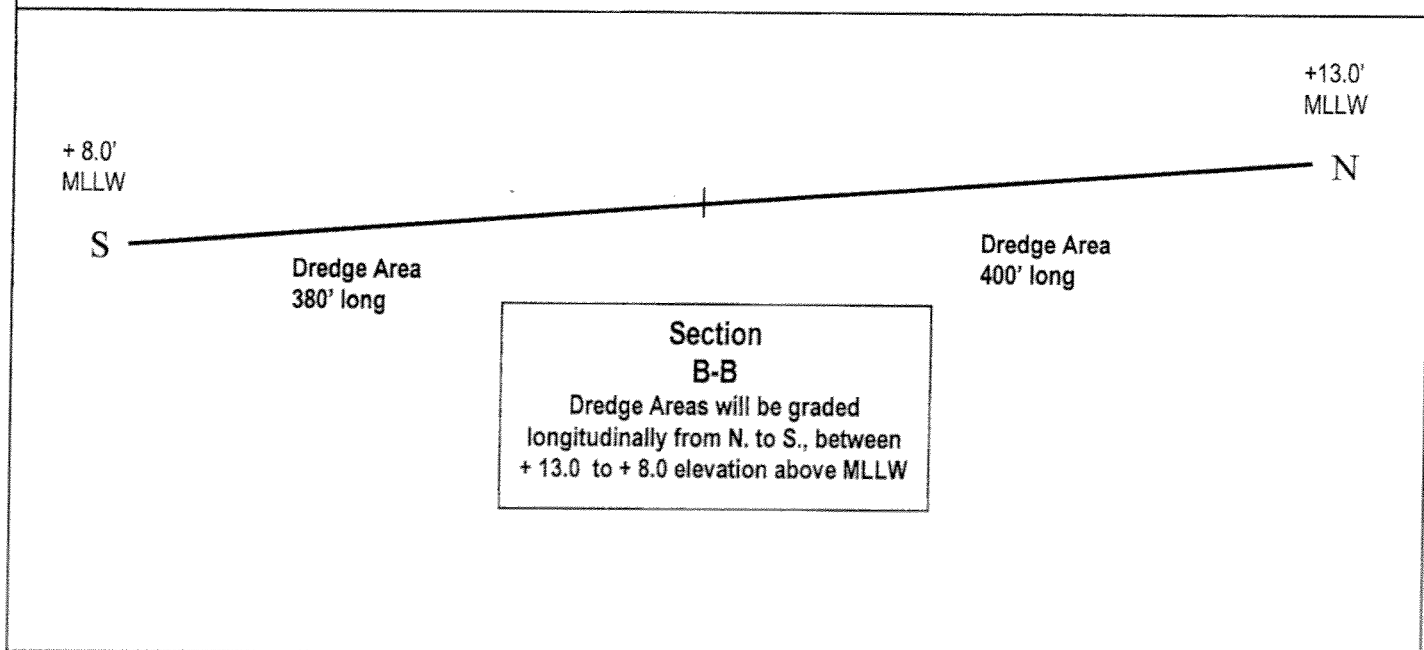 +13.0'
MLLW
+ 8.0'
MLLW
N
S
Dredge Area
400' long
Dredge Area
380' long
Section
B-B
Dredge Areas will be graded
longitudinally from N. to S., between
+ 13.0 to + 8.0 elevation above MLLW